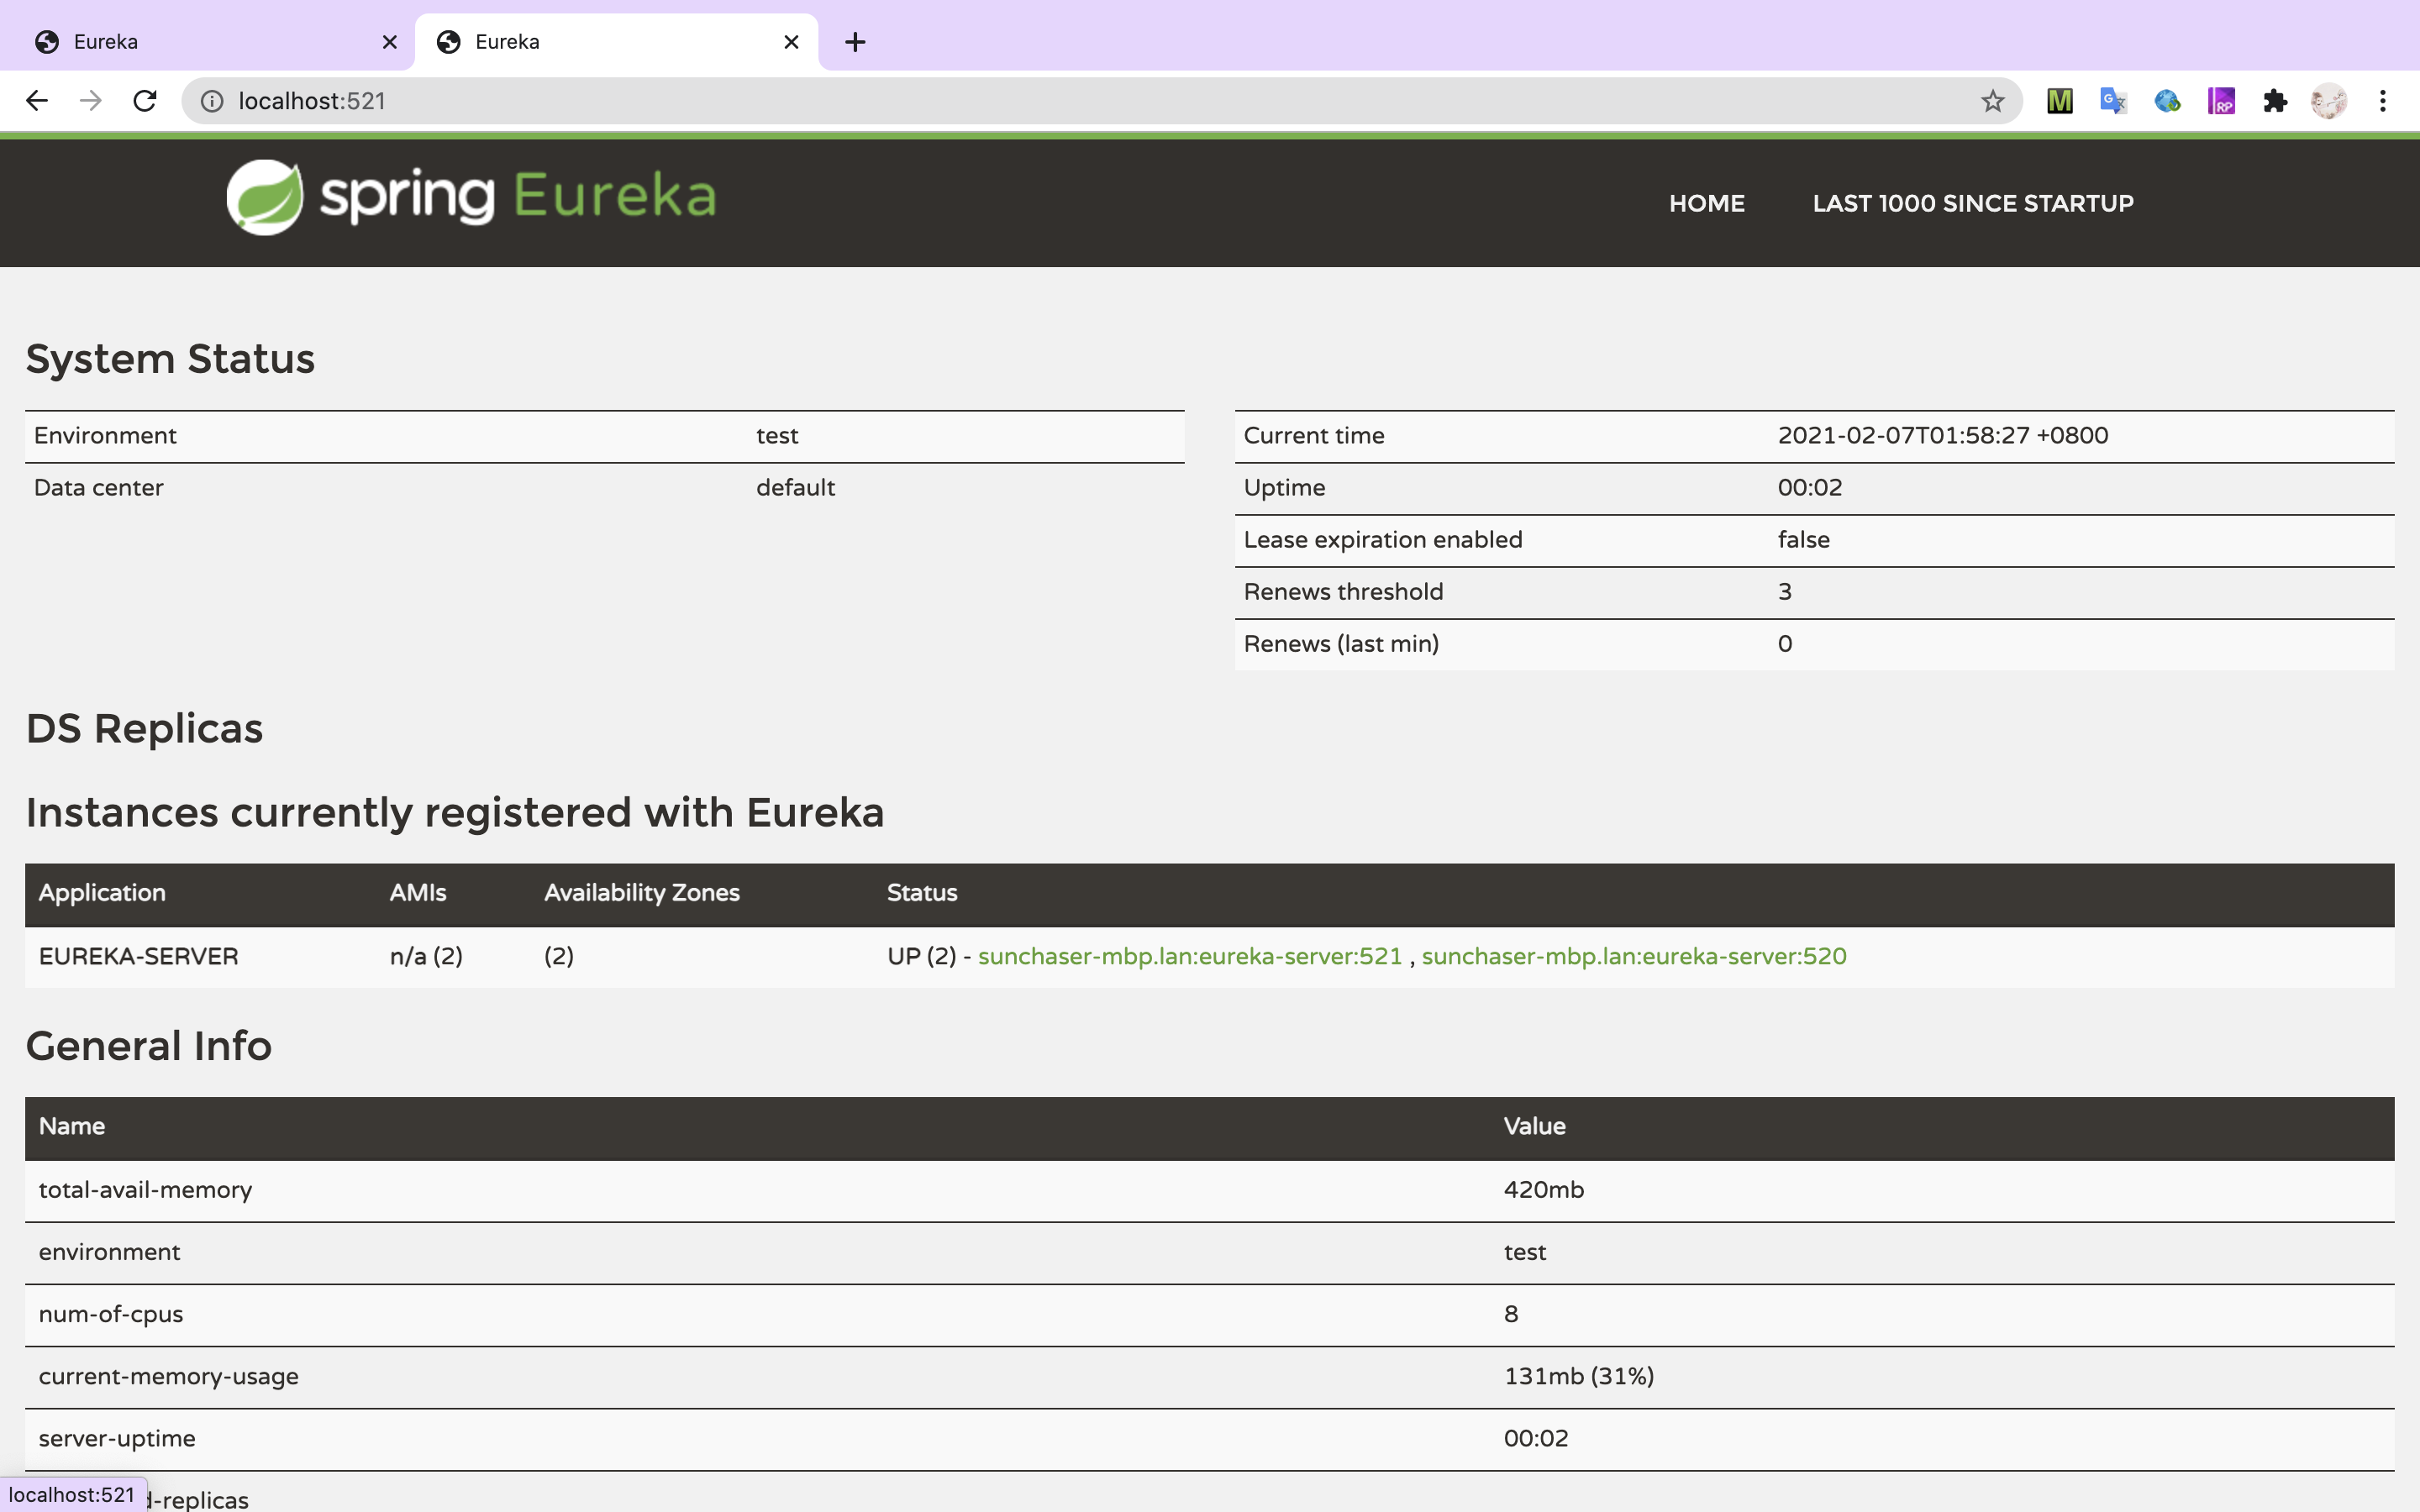 Eureka
Eureka
localhost:521
spring Eureka
HOME
LAST 1000 SINCE STARTUP
System Status
Environment test
Data center default
Current time 2021-02-07T01:58:27 +0800
Uptime 00:02
Lease expiration enabled false
Renews threshold 3
Renews (last min) 0
DS Replicas
Instances currently registered with Eureka
Application AMIs Availability Zones Status
EUREKA-SERVER n/a (2) (2) UP (2) - sunchaser-mbp.lan:eureka-server:521 , sunchaser-mbp.lan:eureka-server:520
General Info
Name Value
total-avail-memory 420mb
environment test
num-of-cpus 8
current-memory-usage 131mb (31%)
server-uptime 00:02
localhost:521
d-replicas